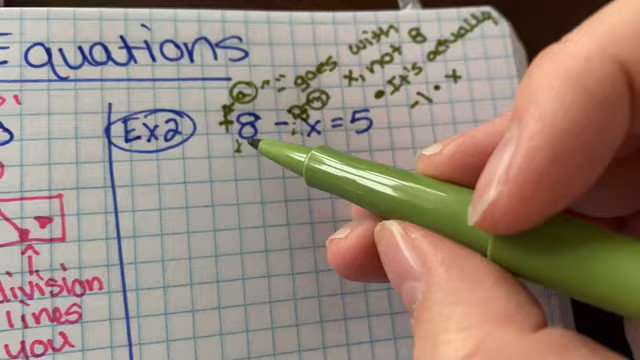 Equations
"-" goes with
x, not 8
• It's actually
-1 • x
Ex2
+8 - x = 5
division
lines
you